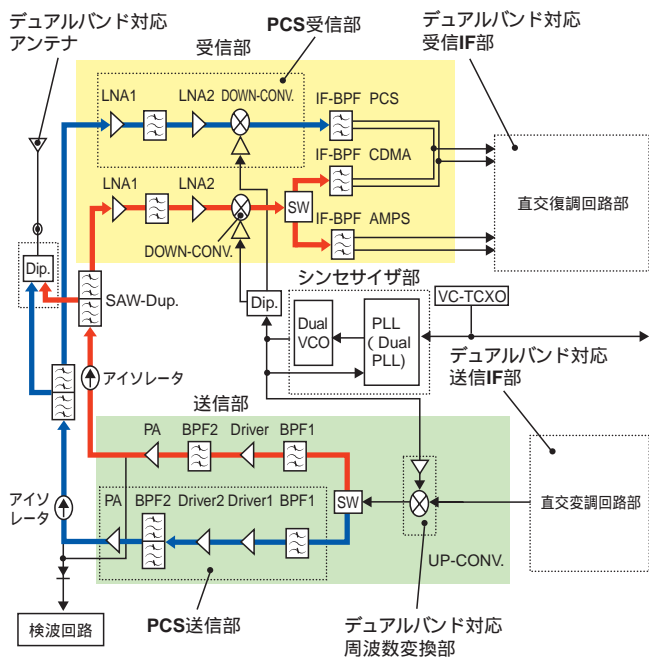 デュアルバンド対応
アンテナ
受信部
PCS受信部
デュアルバンド対応
受信IF部
LNA1
LNA2
DOWN-CONV.
IF-BPF PCS
IF-BPF CDMA
LNA1
LNA2
SW
IF-BPF AMPS
DOWN-CONV.
直交復調回路部
Dip.
SAW-Dup.
シンセサイザ部
Dip.
Dual
VCO
PLL
(Dual
PLL)
VC-TCXO
デュアルバンド対応
送信IF部
アイソレータ
送信部
PA
BPF2
Driver
BPF1
アイソ
レータ
PA
BPF2
Driver2
Driver1
BPF1
SW
直交変調回路部
UP-CONV.
検波回路
PCS送信部
デュアルバンド対応
周波数変換部